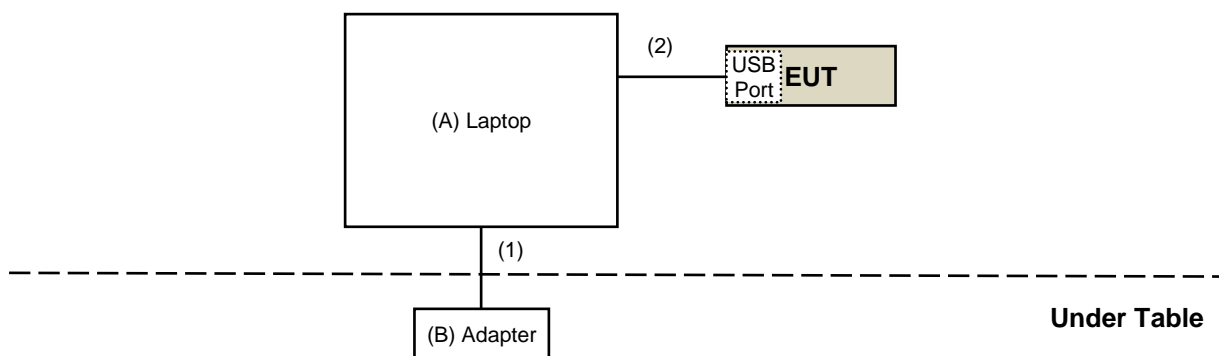 (2)
USB
Port
EUT
(A) Laptop
(1)
(B) Adapter
Under Table